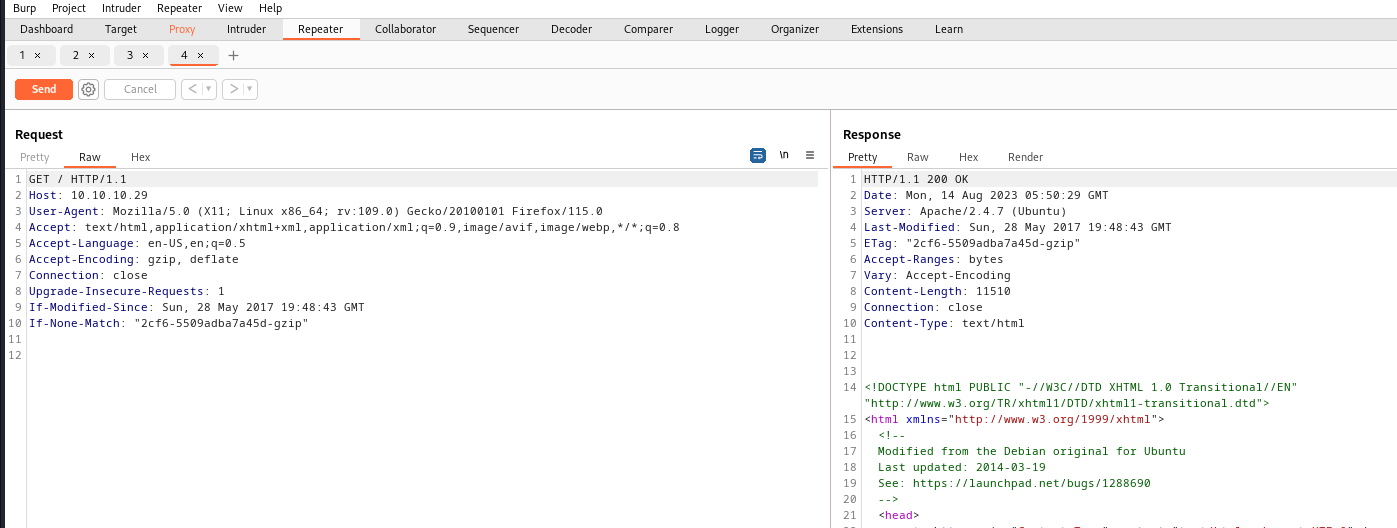 Burp Project Intruder Repeater View Help
Dashboard Target Proxy Intruder Repeater Collaborator Sequencer Decoder Comparer Logger Organizer Extensions Learn
1 × 2 × 3 × 4 × +
Send Cancel < >
Request
Pretty Raw Hex \n
1 GET / HTTP/1.1
2 Host: 10.10.10.29
3 User-Agent: Mozilla/5.0 (X11; Linux x86_64; rv:109.0) Gecko/20100101 Firefox/115.0
4 Accept: text/html,application/xhtml+xml,application/xml;q=0.9,image/avif,image/webp,*/*;q=0.8
5 Accept-Language: en-US,en;q=0.5
6 Accept-Encoding: gzip, deflate
7 Connection: close
8 Upgrade-Insecure-Requests: 1
9 If-Modified-Since: Sun, 28 May 2017 19:48:43 GMT
10 If-None-Match: "2cf6-5509adba7a45d-gzip"
11
12
Response
Pretty Raw Hex Render
1 HTTP/1.1 200 OK
2 Date: Mon, 14 Aug 2023 05:50:29 GMT
3 Server: Apache/2.4.7 (Ubuntu)
4 Last-Modified: Sun, 28 May 2017 19:48:43 GMT
5 ETag: "2cf6-5509adba7a45d-gzip"
6 Accept-Ranges: bytes
7 Vary: Accept-Encoding
8 Content-Length: 11510
9 Connection: close
10 Content-Type: text/html
11
12
13
14 <!DOCTYPE html PUBLIC "-//W3C//DTD XHTML 1.0 Transitional//EN"
"http://www.w3.org/TR/xhtml1/DTD/xhtml1-transitional.dtd">
15 <html xmlns="http://www.w3.org/1999/xhtml">
16 <!--
17 Modified from the Debian original for Ubuntu
18 Last updated: 2014-03-19
19 See: https://launchpad.net/bugs/1288690
20 -->
21 <head>